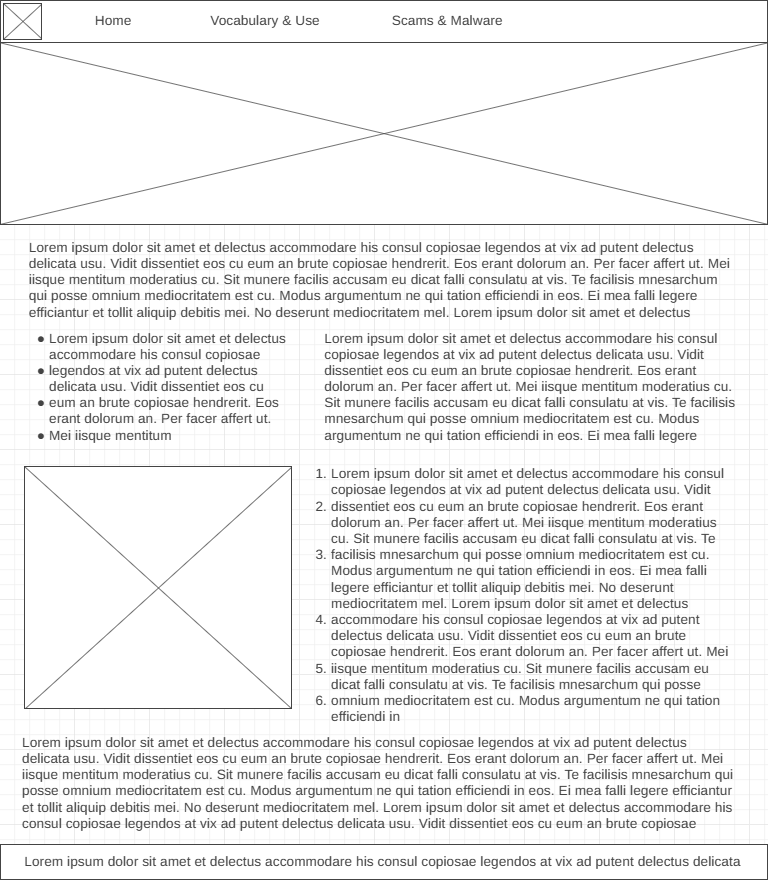 Home Vocabulary & Use Scams & Malware
Lorem ipsum dolor sit amet et delectus accommodare his consul copiosae legendos at vix ad putent delectus
delicata usu. Vidit dissentiet eos cu eum an brute copiosae hendrerit. Eos erant dolorum an. Per facer affert ut. Mei
iisque mentitum moderatius cu. Sit munere facilis accusam eu dicat falli consulatu at vis. Te facilisis mnesarchum
qui posse omnium mediocritatem est cu. Modus argumentum ne qui tation efficiendi in eos. Ei mea falli legere
efficiantur et tollit aliquip debitis mei. No deserunt mediocritatem mel. Lorem ipsum dolor sit amet et delectus
● Lorem ipsum dolor sit amet et delectus
accommodare his consul copiosae
● legendos at vix ad putent delectus
delicata usu. Vidit dissentiet eos cu
● eum an brute copiosae hendrerit. Eos
erant dolorum an. Per facer affert ut.
● Mei iisque mentitum
Lorem ipsum dolor sit amet et delectus accommodare his consul
copiosae legendos at vix ad putent delectus delicata usu. Vidit
dissentiet eos cu eum an brute copiosae hendrerit. Eos erant
dolorum an. Per facer affert ut. Mei iisque mentitum moderatius cu.
Sit munere facilis accusam eu dicat falli consulatu at vis. Te facilisis
mnesarchum qui posse omnium mediocritatem est cu. Modus
argumentum ne qui tation efficiendi in eos. Ei mea falli legere
1. Lorem ipsum dolor sit amet et delectus accommodare his consul
copiosae legendos at vix ad putent delectus delicata usu. Vidit
2. dissentiet eos cu eum an brute copiosae hendrerit. Eos erant
dolorum an. Per facer affert ut. Mei iisque mentitum moderatius
cu. Sit munere facilis accusam eu dicat falli consulatu at vis. Te
3. facilisis mnesarchum qui posse omnium mediocritatem est cu.
Modus argumentum ne qui tation efficiendi in eos. Ei mea falli
legere efficiantur et tollit aliquip debitis mei. No deserunt
mediocritatem mel. Lorem ipsum dolor sit amet et delectus
4. accommodare his consul copiosae legendos at vix ad putent
delectus delicata usu. Vidit dissentiet eos cu eum an brute
copiosae hendrerit. Eos erant dolorum an. Per facer affert ut. Mei
5. iisque mentitum moderatius cu. Sit munere facilis accusam eu
dicat falli consulatu at vis. Te facilisis mnesarchum qui posse
6. omnium mediocritatem est cu. Modus argumentum ne qui tation
efficiendi in
Lorem ipsum dolor sit amet et delectus accommodare his consul copiosae legendos at vix ad putent delectus
delicata usu. Vidit dissentiet eos cu eum an brute copiosae hendrerit. Eos erant dolorum an. Per facer affert ut. Mei
iisque mentitum moderatius cu. Sit munere facilis accusam eu dicat falli consulatu at vis. Te facilisis mnesarchum qui
posse omnium mediocritatem est cu. Modus argumentum ne qui tation efficiendi in eos. Ei mea falli legere efficiantur
et tollit aliquip debitis mei. No deserunt mediocritatem mel. Lorem ipsum dolor sit amet et delectus accommodare his
consul copiosae legendos at vix ad putent delectus delicata usu. Vidit dissentiet eos cu eum an brute copiosae
Lorem ipsum dolor sit amet et delectus accommodare his consul copiosae legendos at vix ad putent delectus delicata